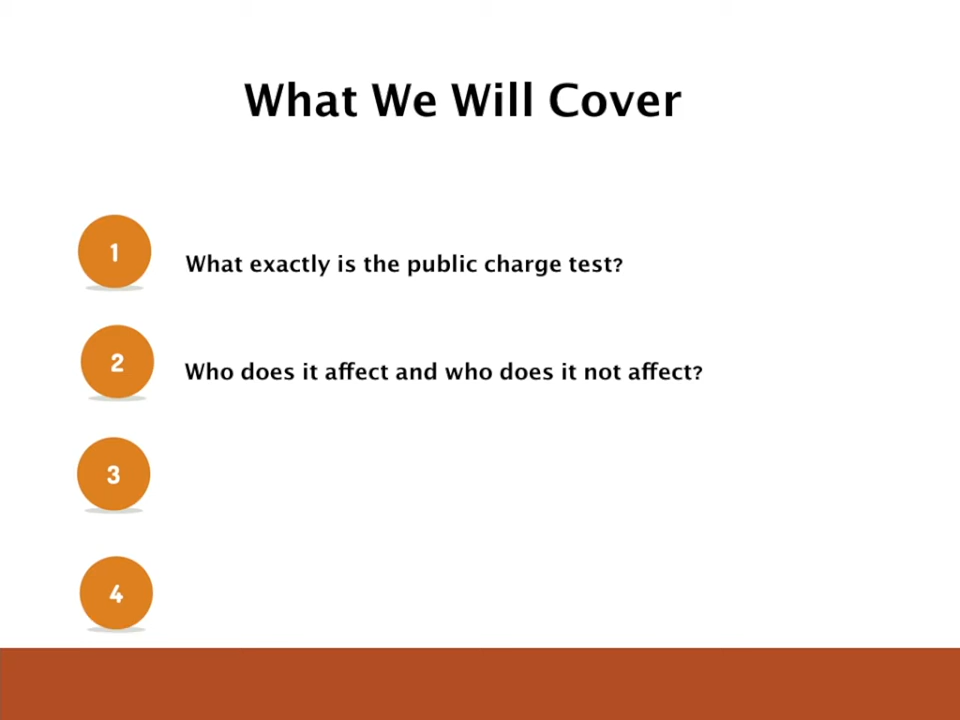 What We Will Cover
1
What exactly is the public charge test?
2
Who does it affect and who does it not affect?
3
4